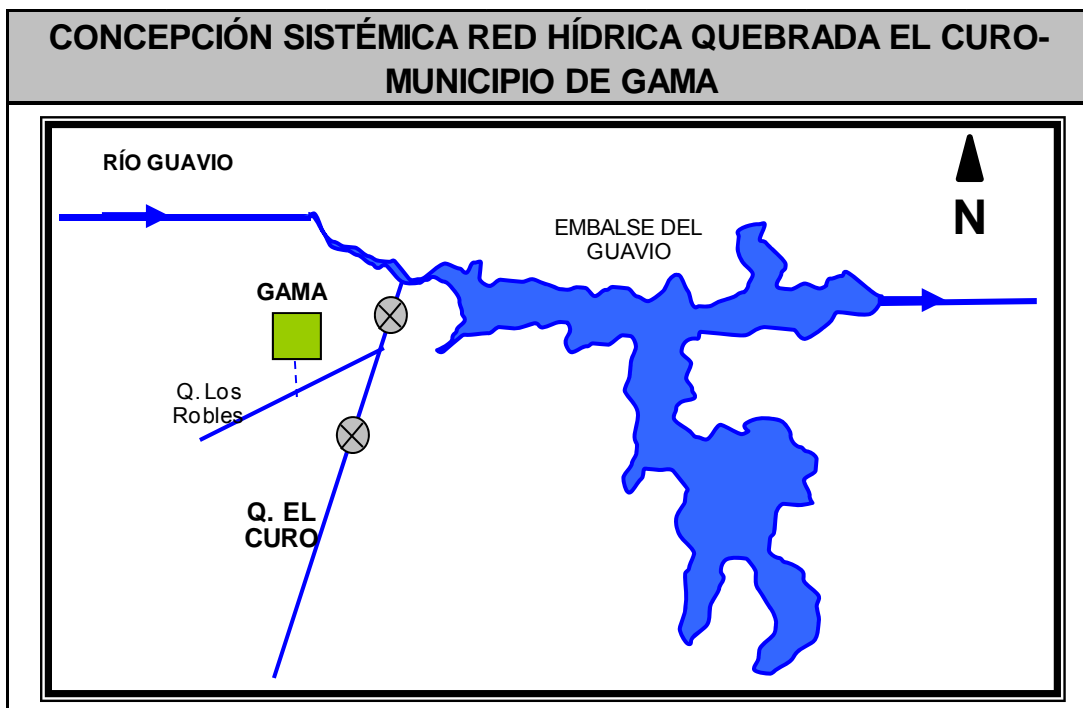 CONCEPCIÓN SISTÉMICA RED HÍDRICA QUEBRADA EL CURO-
MUNICIPIO DE GAMA
RÍO GUAVIO
N
EMBALSE DEL
GUAVIO
GAMA
Q. Los
Robles
Q. EL
CURO